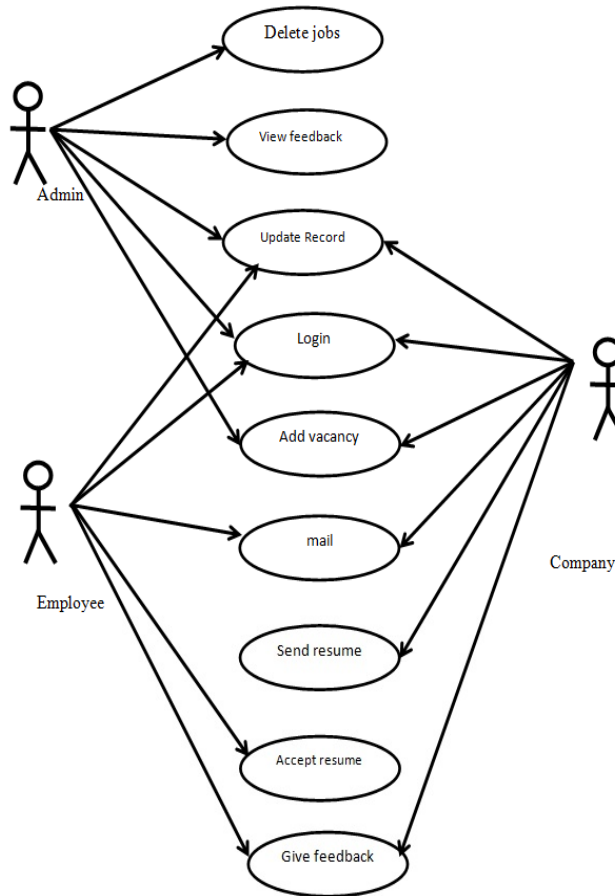 Delete jobs
View feedback
Admin
Update Record
Login
Add vacancy
mail
Company
Employee
Send resume
Accept resume
Give feedback